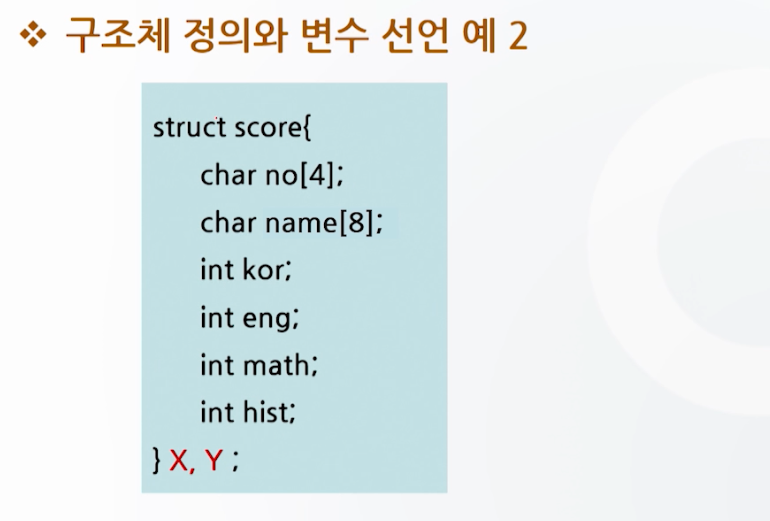 ❖ 구조체 정의와 변수 선언 예 2
struct score{
char no[4];
char name[8];
int kor;
int eng;
int math;
int hist;
} X, Y ;